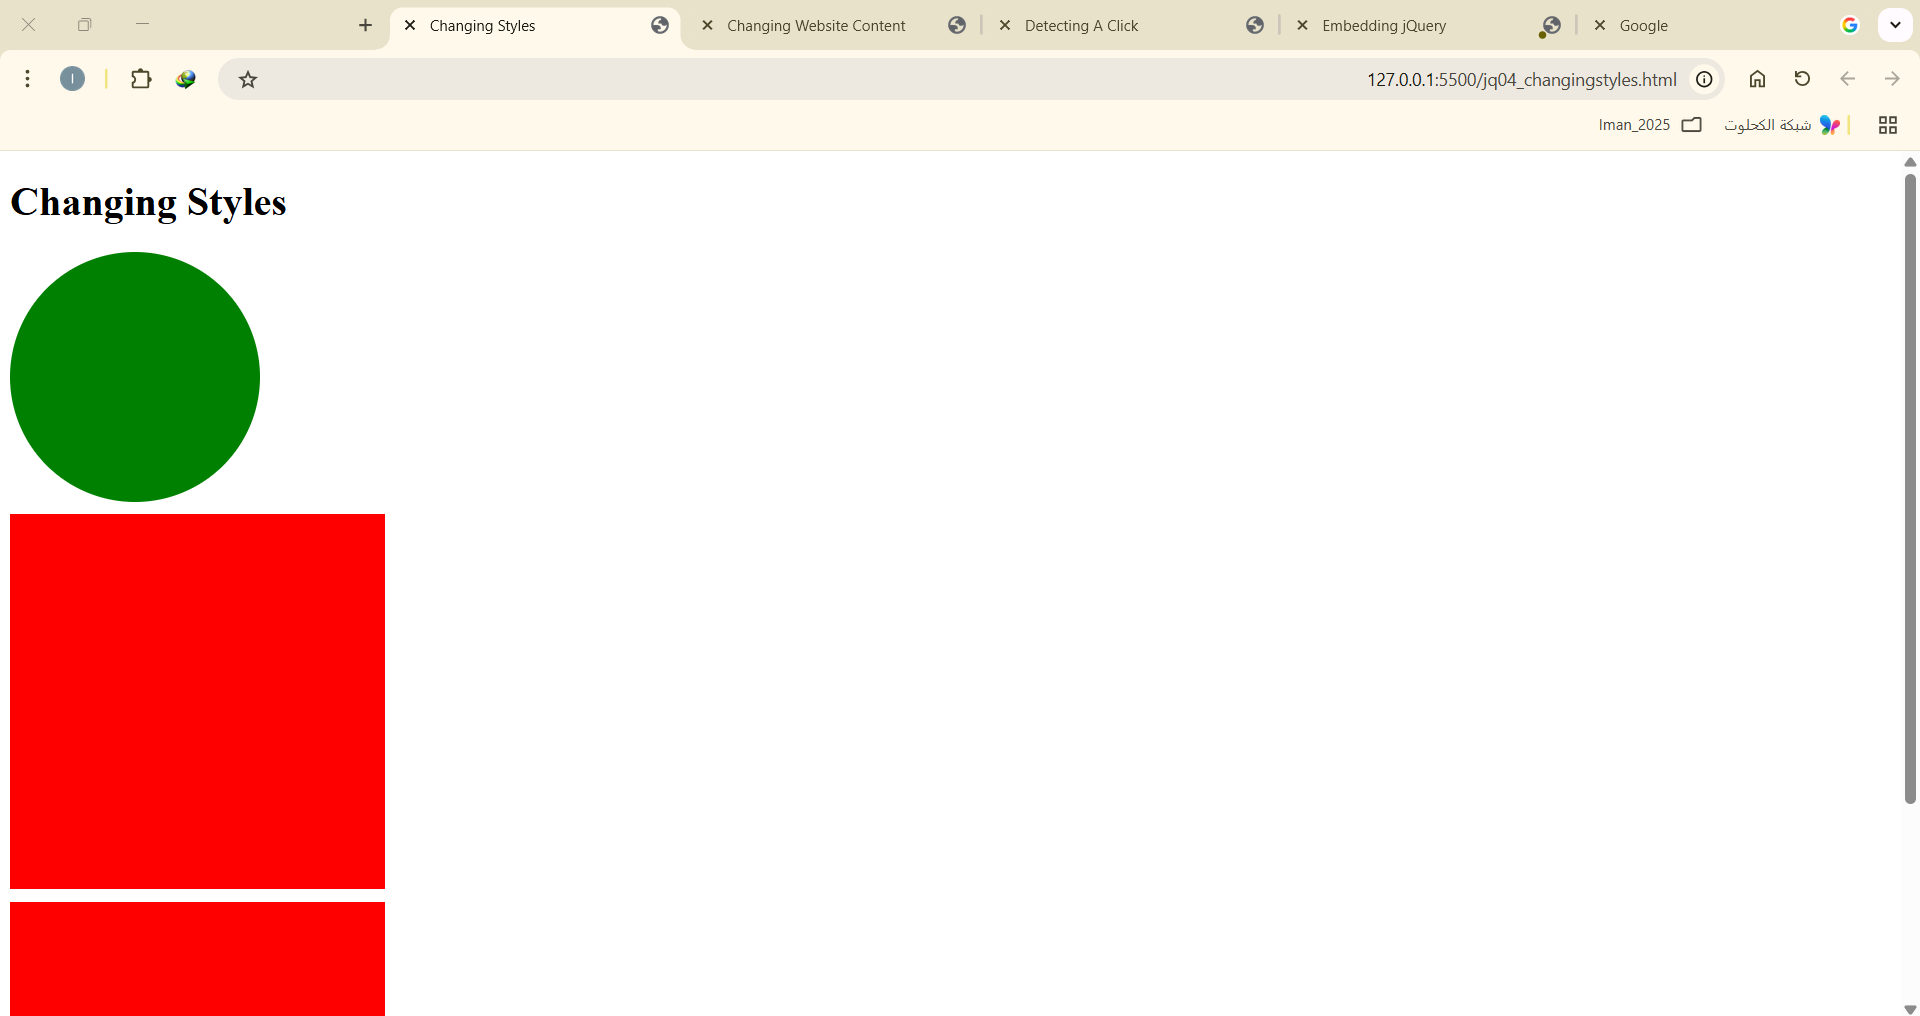 Changing Styles
Changing Website Content
Detecting A Click
Embedding jQuery
Google
I
127.0.0.1:5500/jq04_changingstyles.html
Iman_2025
شبكة الكحلوت
Changing Styles